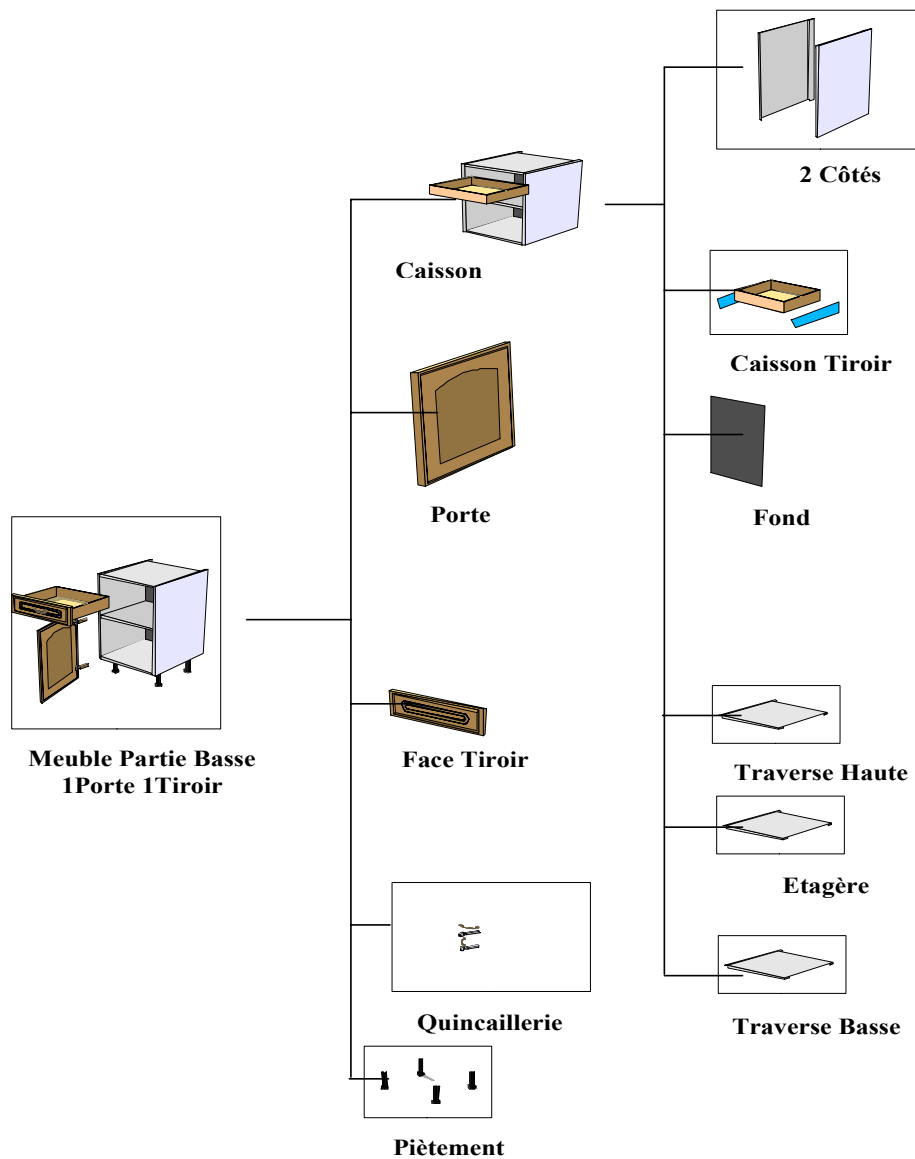 2 Côtés
Caisson
Caisson Tiroir
Porte
Fond
Meuble Partie Basse
1Porte 1Tiroir
Face Tiroir
Traverse Haute
Etagère
Quincaillerie
Traverse Basse
Piètement